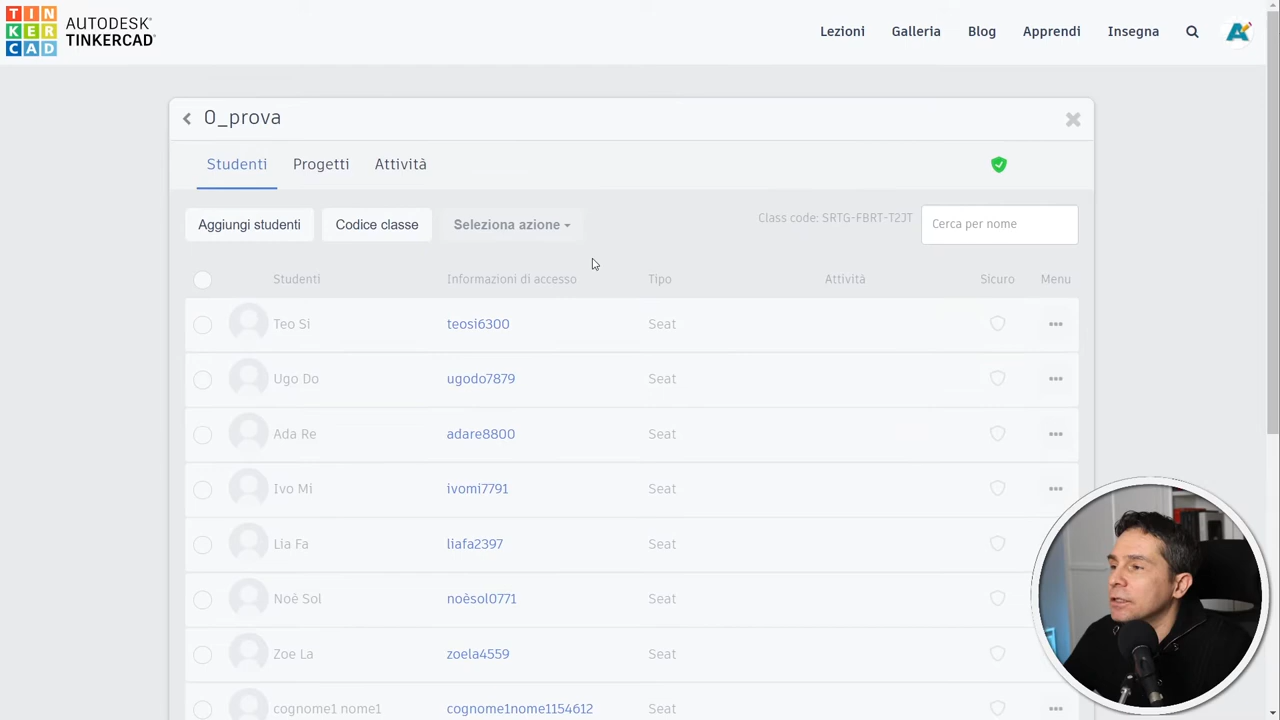 TIN
KER
CAD
AUTODESK®
TINKERCAD®
Lezioni Galleria Blog Apprendi Insegna
0_prova
Studenti Progetti Attività
Aggiungi studenti Codice classe Seleziona azione Class code: SRTG-FBRT-T2JT Cerca per nome
Studenti Informazioni di accesso Tipo Attività Sicuro Menu
Teo Si teosi6300 Seat
Ugo Do ugodo7879 Seat
Ada Re adare8800 Seat
Ivo Mi ivomi7791 Seat
Lia Fa liafa2397 Seat
Noè Sol noèsol0771 Seat
Zoe La zoela4559 Seat
cognome1 nome1 cognome1nome1154612 Seat